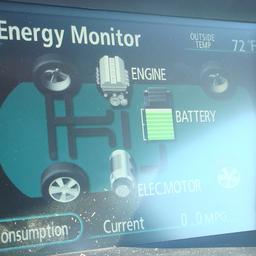 Energy Monitor
OUTSIDE
TEMP
72°F
ENGINE
BATTERY
ELEC.MOTOR
onsumption
Current
0.0 MPG